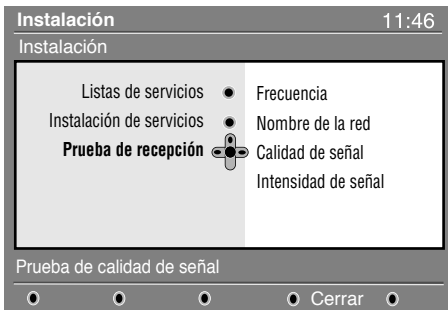 Instalación 11:46
Instalación
Listas de servicios
Instalación de servicios
Prueba de recepción
Frecuencia
Nombre de la red
Calidad de señal
Intensidad de señal
Prueba de calidad de señal
Cerrar